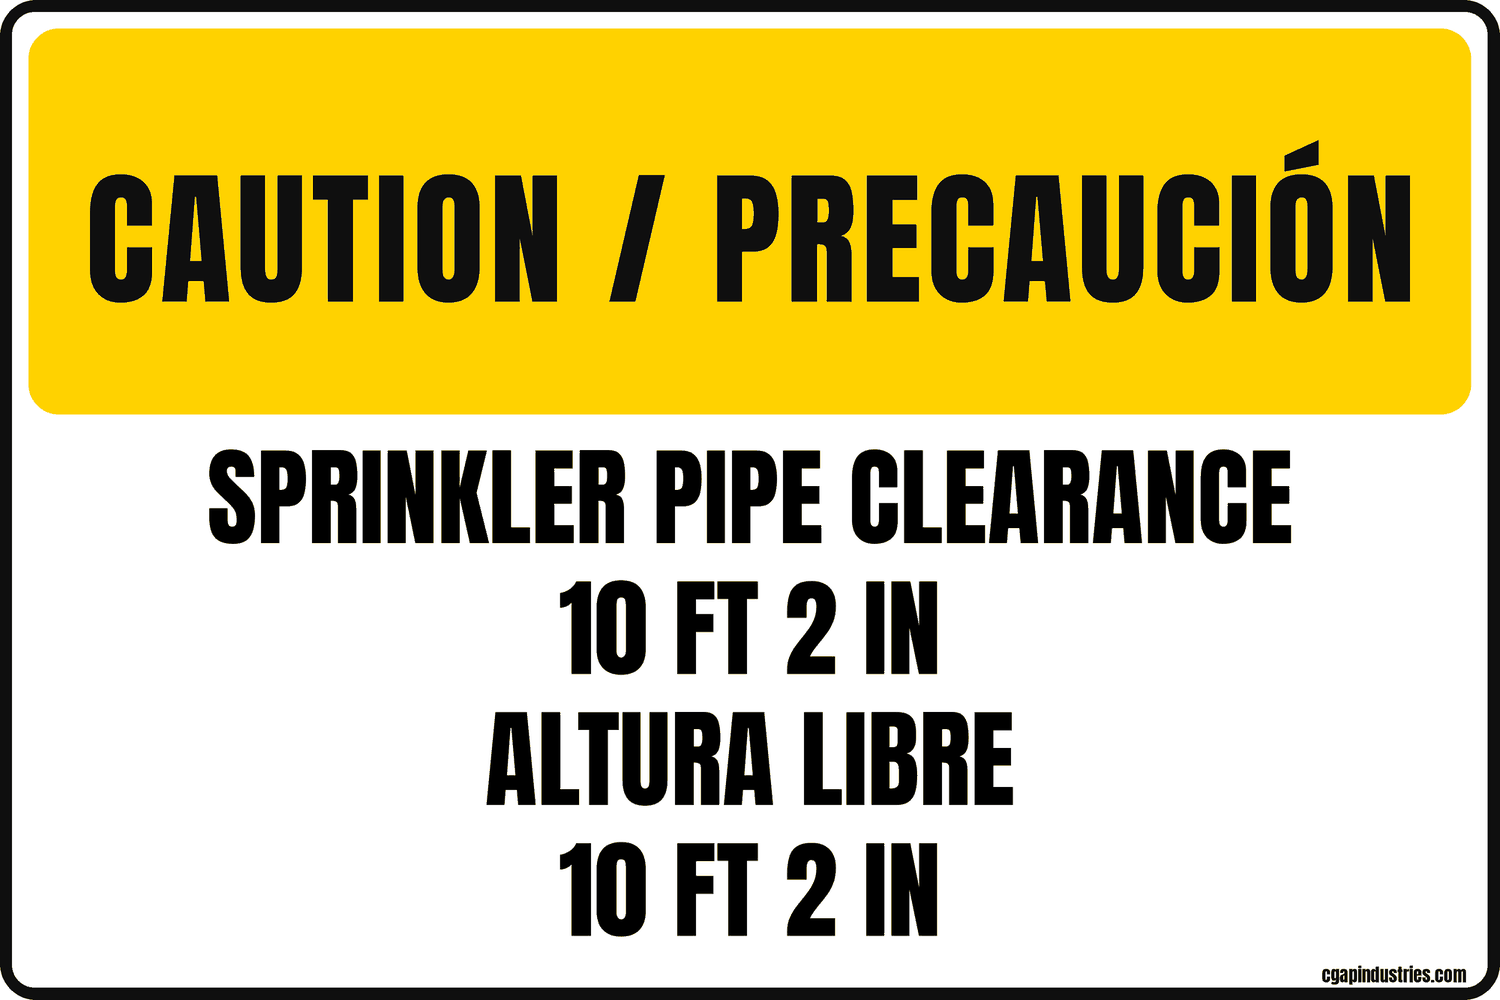 CAUTION / PRECAUCIÓN
SPRINKLER PIPE CLEARANCE
10 FT 2 IN
ALTURA LIBRE
10 FT 2 IN
cgapindustries.com